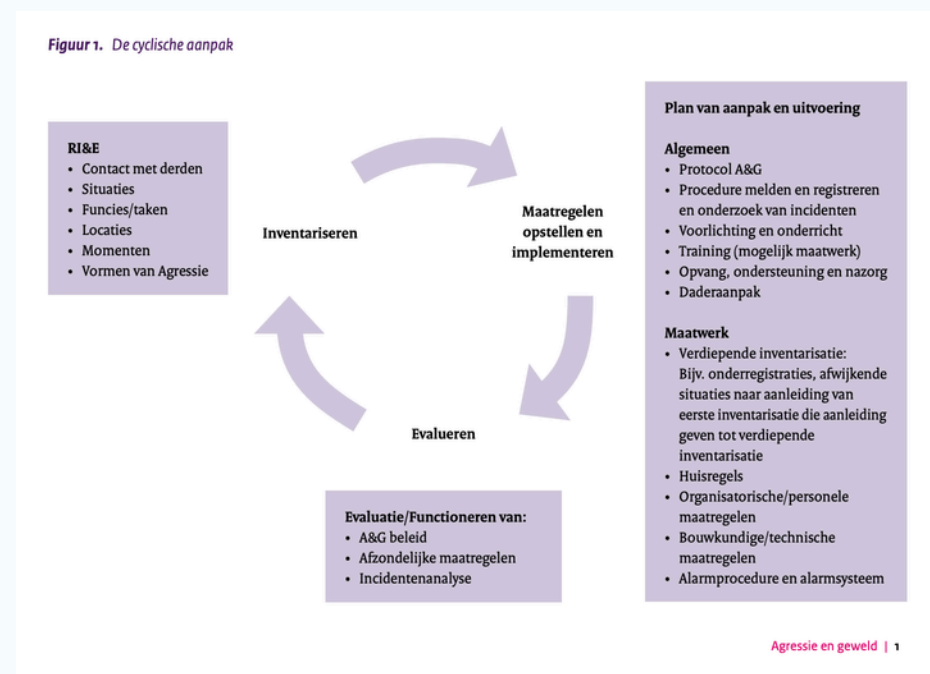 Figuur 1. De cyclische aanpak
RI&E
• Contact met derden
• Situaties
• Funcies/taken
• Locaties
• Momenten
• Vormen van Agressie
Inventariseren
Maatregelen
opstellen en
implementeren
Evalueren
Evaluatie/Functioneren van:
• A&G beleid
• Afzondelijke maatregelen
• Incidentenanalyse
Plan van aanpak en uitvoering
Algemeen
• Protocol A&G
• Procedure melden en registreren
en onderzoek van incidenten
• Voorlichting en onderricht
• Training (mogelijk maatwerk)
• Opvang, ondersteuning en nazorg
• Daderaanpak
Maatwerk
• Verdiepende inventarisatie:
Bijv. onderregistraties, afwijkende
situaties naar aanleiding van
eerste inventarisatie die aanleiding
geven tot verdiepende
inventarisatie
• Huisregels
• Organisatorische/personele
maatregelen
• Bouwkundige/technische
maatregelen
• Alarmprocedure en alarmsysteem
Agressie en geweld | 1